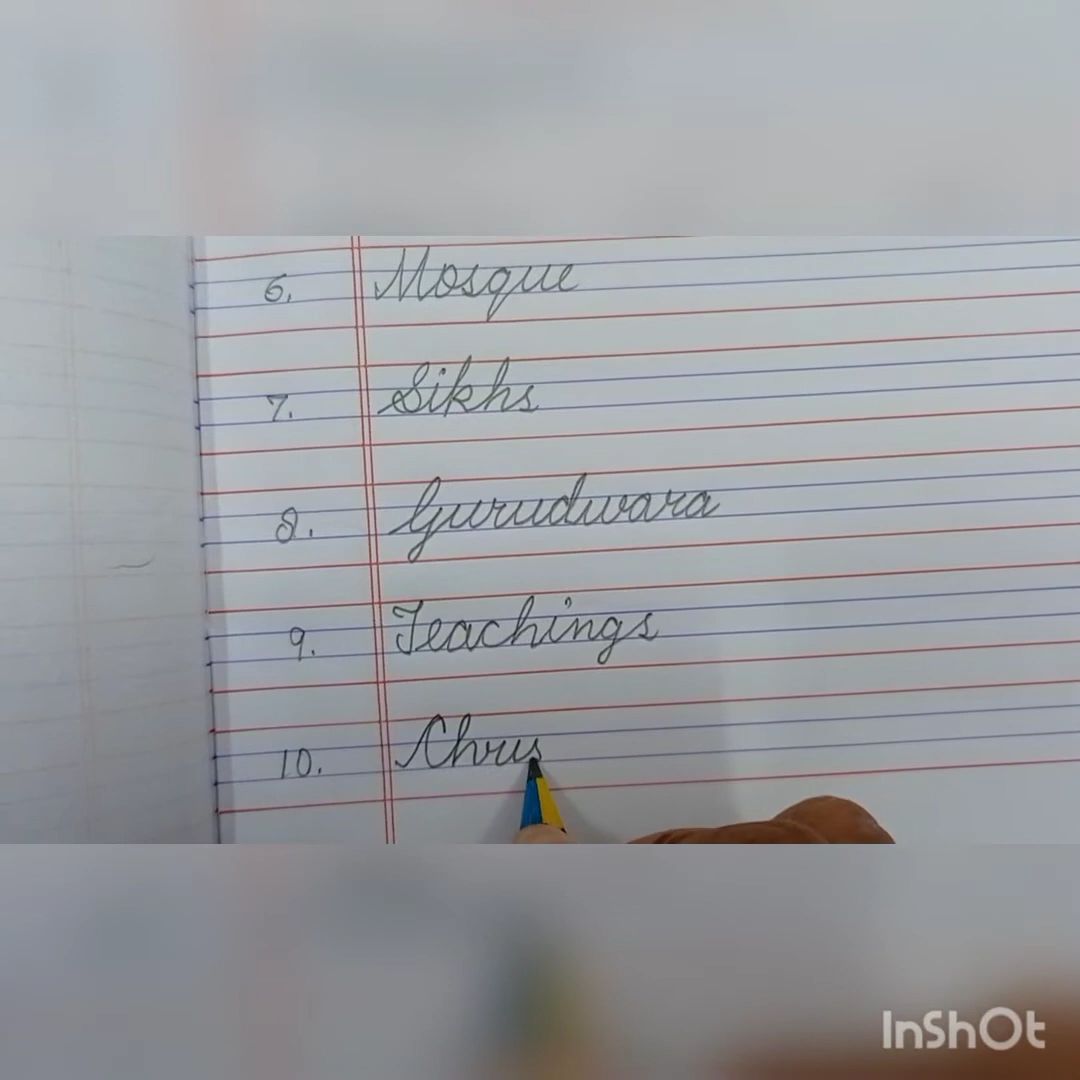 6. Mosque
7. Sikhs
8. Gurudwara
9. Teachings
10. Chris
InShOt